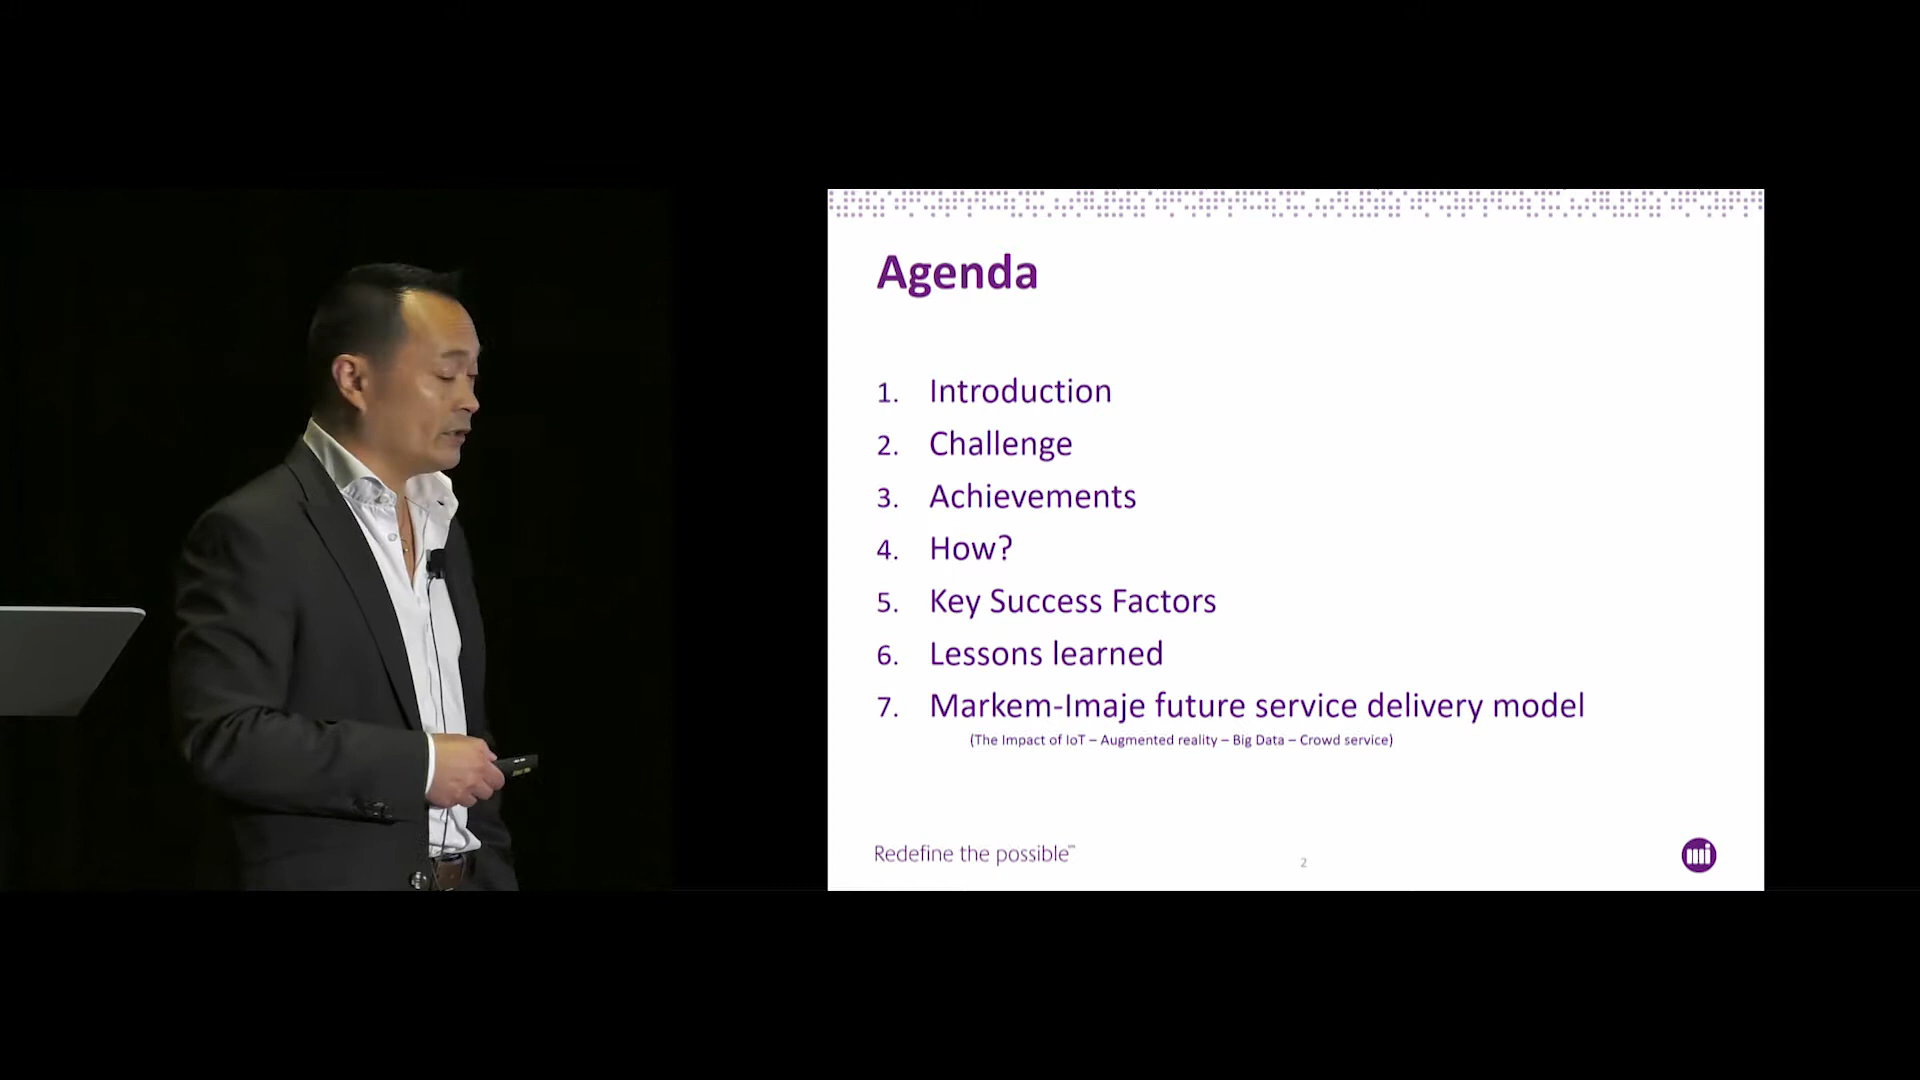 Agenda
1. Introduction
2. Challenge
3. Achievements
4. How?
5. Key Success Factors
6. Lessons learned
7. Markem-Imaje future service delivery model
(The Impact of IoT – Augmented reality – Big Data – Crowd service)
Redefine the possible℠
2